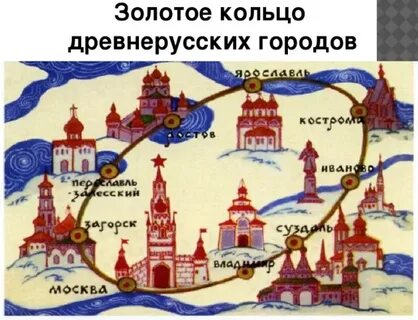 Золотое кольцо
древнерусских городов
ярославль
ростов
кострома
иваново
переславль
-залесский
загорск
суздаль
владимир
москва